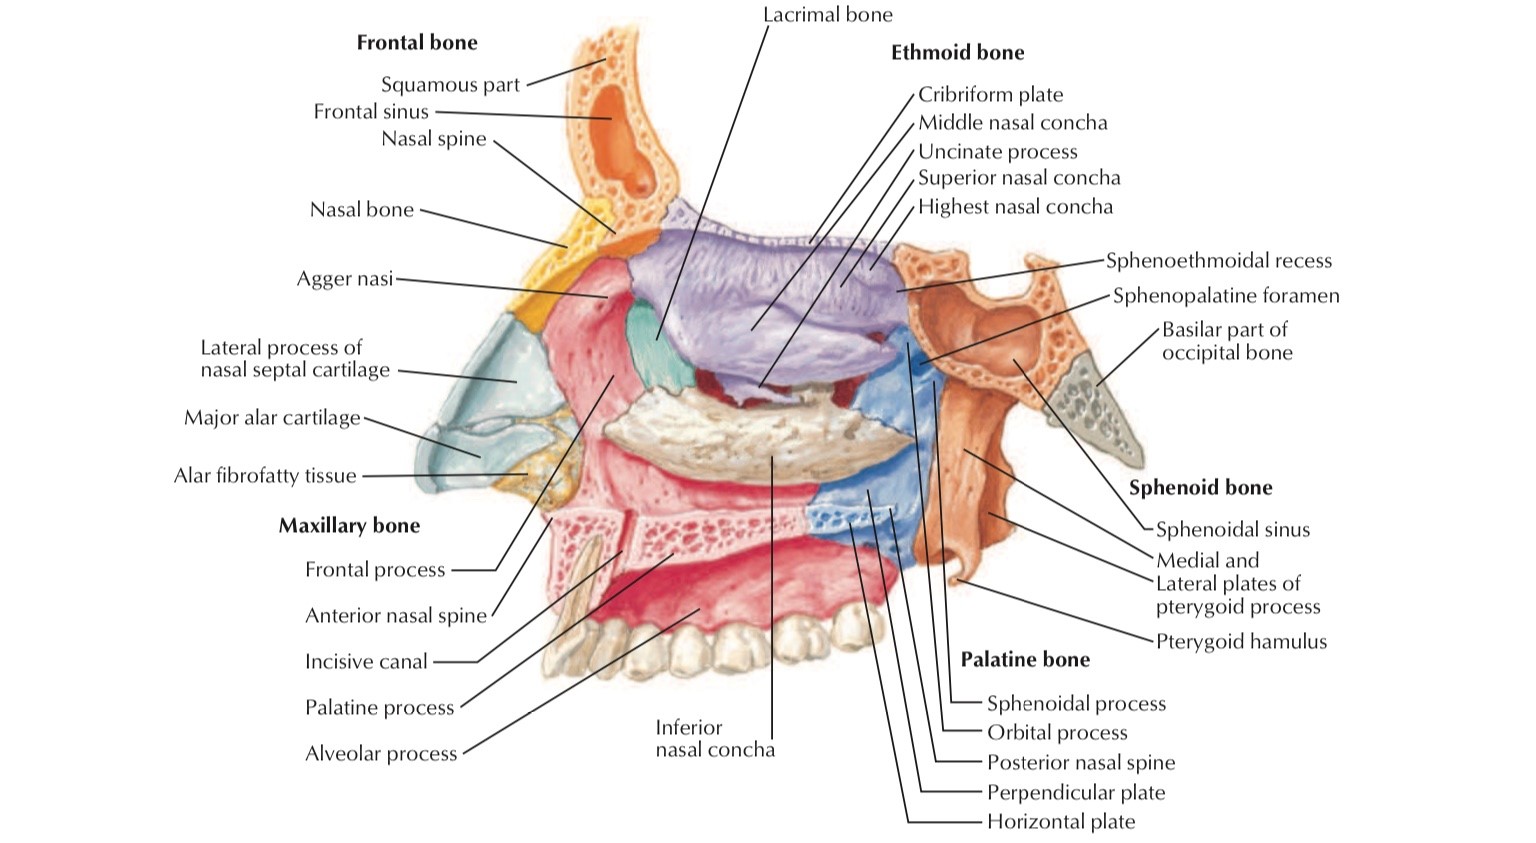 Lacrimal bone
Frontal bone
Squamous part
Frontal sinus
Nasal spine
Nasal bone
Agger nasi
Lateral process of
nasal septal cartilage
Major alar cartilage
Alar fibrofatty tissue
Maxillary bone
Frontal process
Anterior nasal spine
Incisive canal
Palatine process
Alveolar process
Inferior
nasal concha
Ethmoid bone
Cribriform plate
Middle nasal concha
Uncinate process
Superior nasal concha
Highest nasal concha
Sphenoethmoidal recess
Sphenopalatine foramen
Basilar part of
occipital bone
Sphenoid bone
Sphenoidal sinus
Medial and
Lateral plates of
pterygoid process
Pterygoid hamulus
Palatine bone
Sphenoidal process
Orbital process
Posterior nasal spine
Perpendicular plate
Horizontal plate